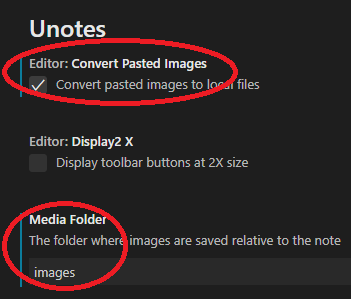 Unotes
Editor: Convert Pasted Images
Convert pasted images to local files
Editor: Display2 X
Display toolbar buttons at 2X size
Media Folder
The folder where images are saved relative to the note
images